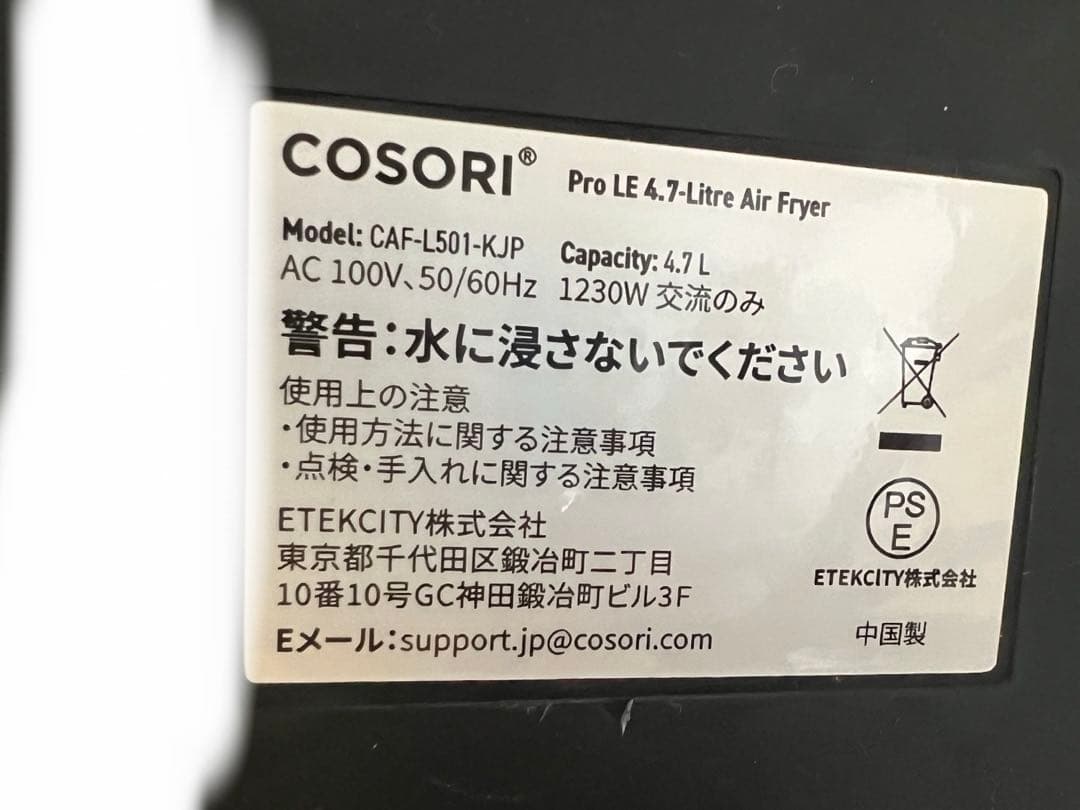 COSORI® Pro LE 4.7-Litre Air Fryer
Model: CAF-L501-KJP Capacity: 4.7 L
AC 100V、50/60Hz 1230W 交流のみ
警告：水に浸さないでください
使用上の注意
・使用方法に関する注意事項
・点検・手入れに関する注意事項
ETEKCITY株式会社
東京都千代田区鍛冶町二丁目
10番10号GC神田鍛冶町ビル3F
Eメール：support.jp@cosori.com
PS
E
ETEKCITY株式会社
中国製